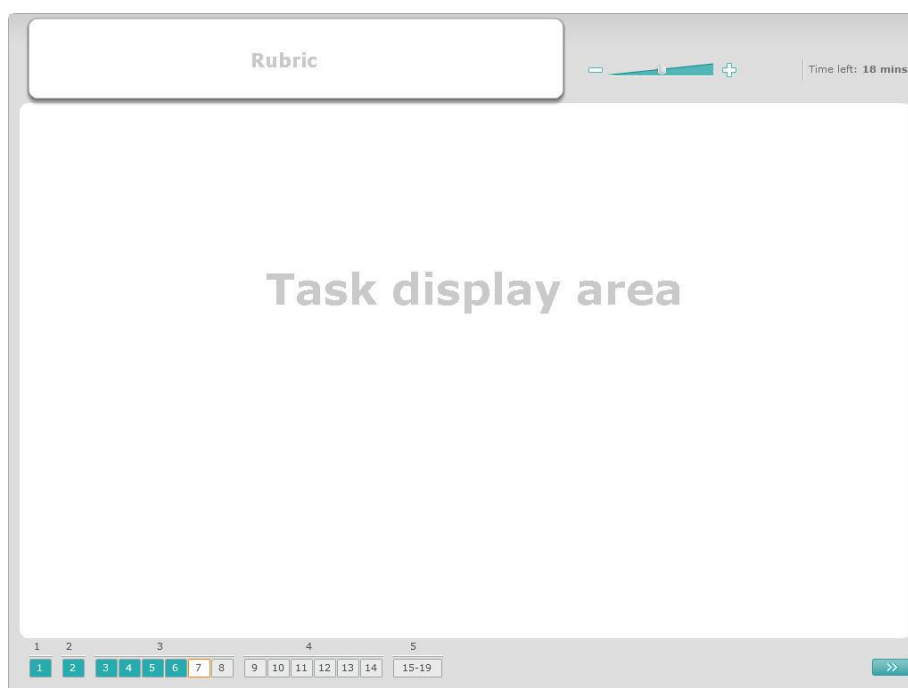 Rubric
Time left: 18 mins
Task display area
1 2 3 4 5
1 2 3 4 5 6 7 8 9 10 11 12 13 14 15-19